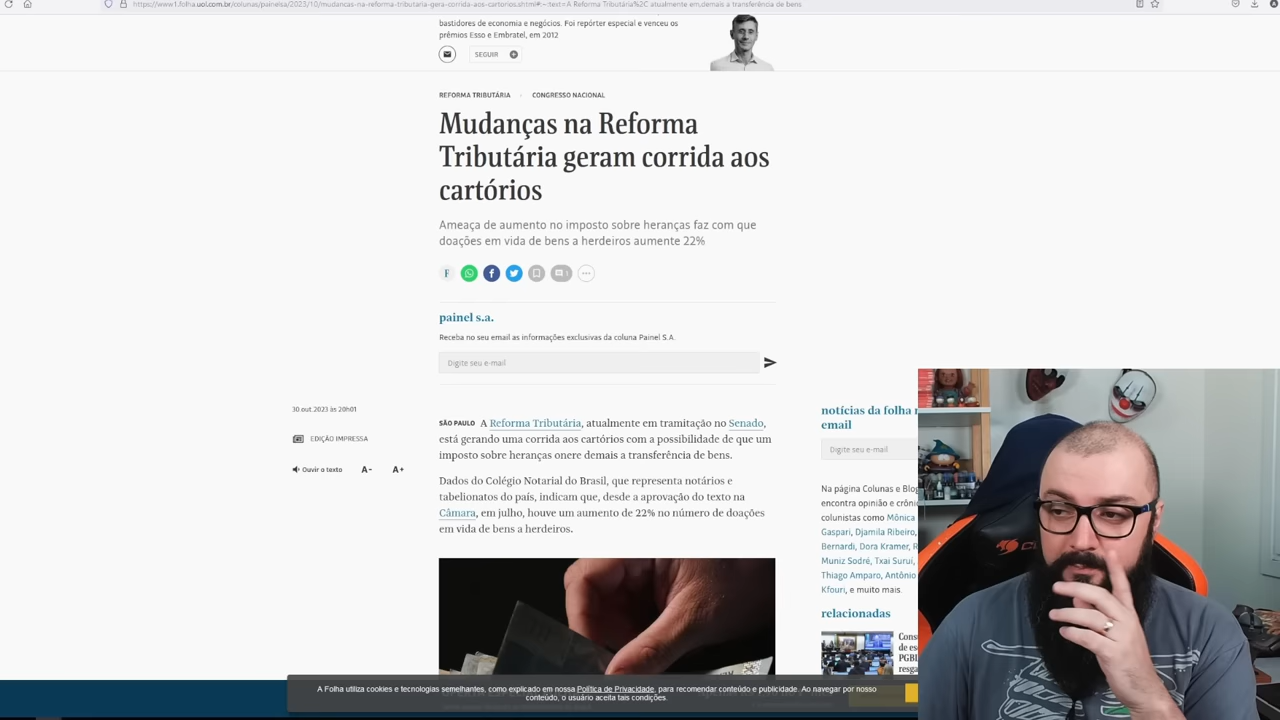 https://www1.folha.uol.com.br/colunas/painelsa/2023/10/mudancas-na-reforma-tributaria-gera-corrida-aos-cartorios.shtml#:~:text=A Reforma Tributária%2C atualmente em,demais a transferência de bens
bastidores de economia e negócios. Foi repórter especial e venceu os
prêmios Esso e Embratel, em 2012
SEGUIR
REFORMA TRIBUTÁRIA
CONGRESSO NACIONAL
Mudanças na Reforma
Tributária geram corrida aos
cartórios
Ameaça de aumento no imposto sobre heranças faz com que
doações em vida de bens a herdeiros aumente 22%
F
1
painel s.a.
Receba no seu email as informações exclusivas da coluna Painel S.A.
Digite seu e-mail
30.out.2023 às 20h01
EDIÇÃO IMPRESSA
Ouvir o texto A- A+
SÃO PAULO A Reforma Tributária, atualmente em tramitação no Senado,
está gerando uma corrida aos cartórios com a possibilidade de que um
imposto sobre heranças onere demais a transferência de bens.
Dados do Colégio Notarial do Brasil, que representa notários e
tabelionatos do país, indicam que, desde a aprovação do texto na
Câmara, em julho, houve um aumento de 22% no número de doações
em vida de bens a herdeiros.
notícias da folha
email
Digite seu e-mail
Na página Colunas e Blog
encontra opinião e crôni
colunistas como Mônica
Gaspari, Djamila Ribeiro,
Bernardi, Dora Kramer, R
Muniz Sodré, Txai Suruí,
Thiago Amparo, Antônio
Kfouri, e muito mais.
relacionadas
Cons
de es
PGBI
resga
A Folha utiliza cookies e tecnologias semelhantes, como explicado em nossa Política de Privacidade, para recomendar conteúdo e publicidade. Ao navegar por nosso
conteúdo, o usuário aceita tais condições.